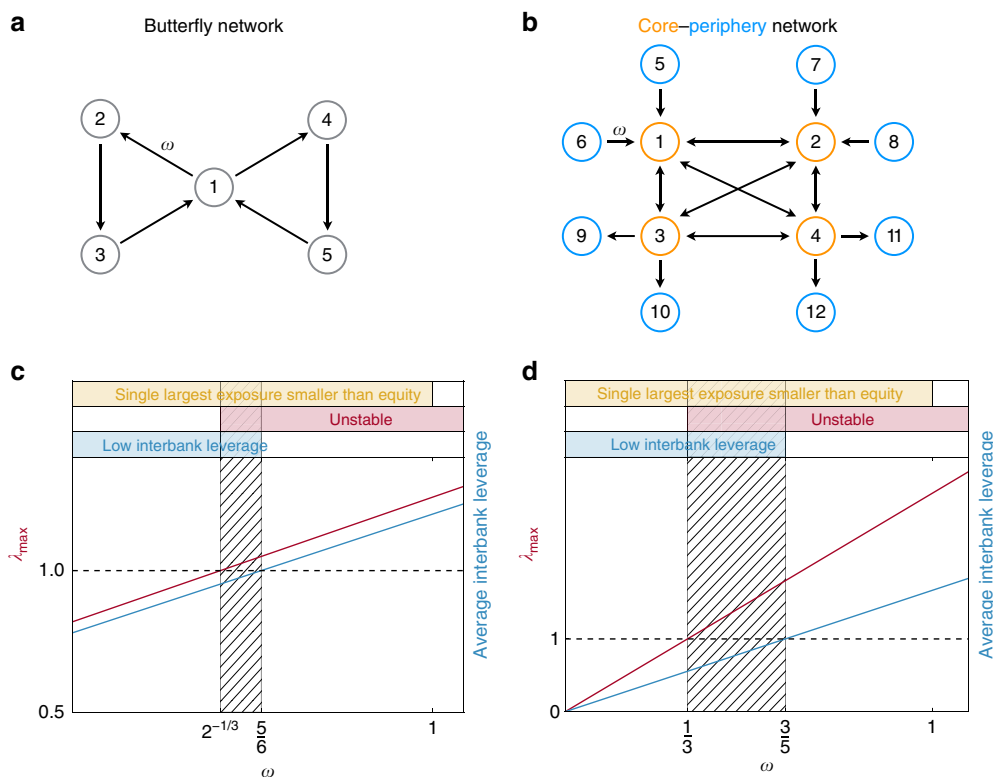 a
Butterfly network
2
4
ω
1
3
5
b
Core–periphery network
5
7
6
ω
1
2
8
9
3
4
11
10
12
c
Single largest exposure smaller than equity
Unstable
Low interbank leverage
λmax
1.0
0.5
2^{-1/3}
5/6
1
ω
Average interbank leverage
d
Single largest exposure smaller than equity
Unstable
Low interbank leverage
λmax
1
0
1/3
3/5
1
ω
Average interbank leverage